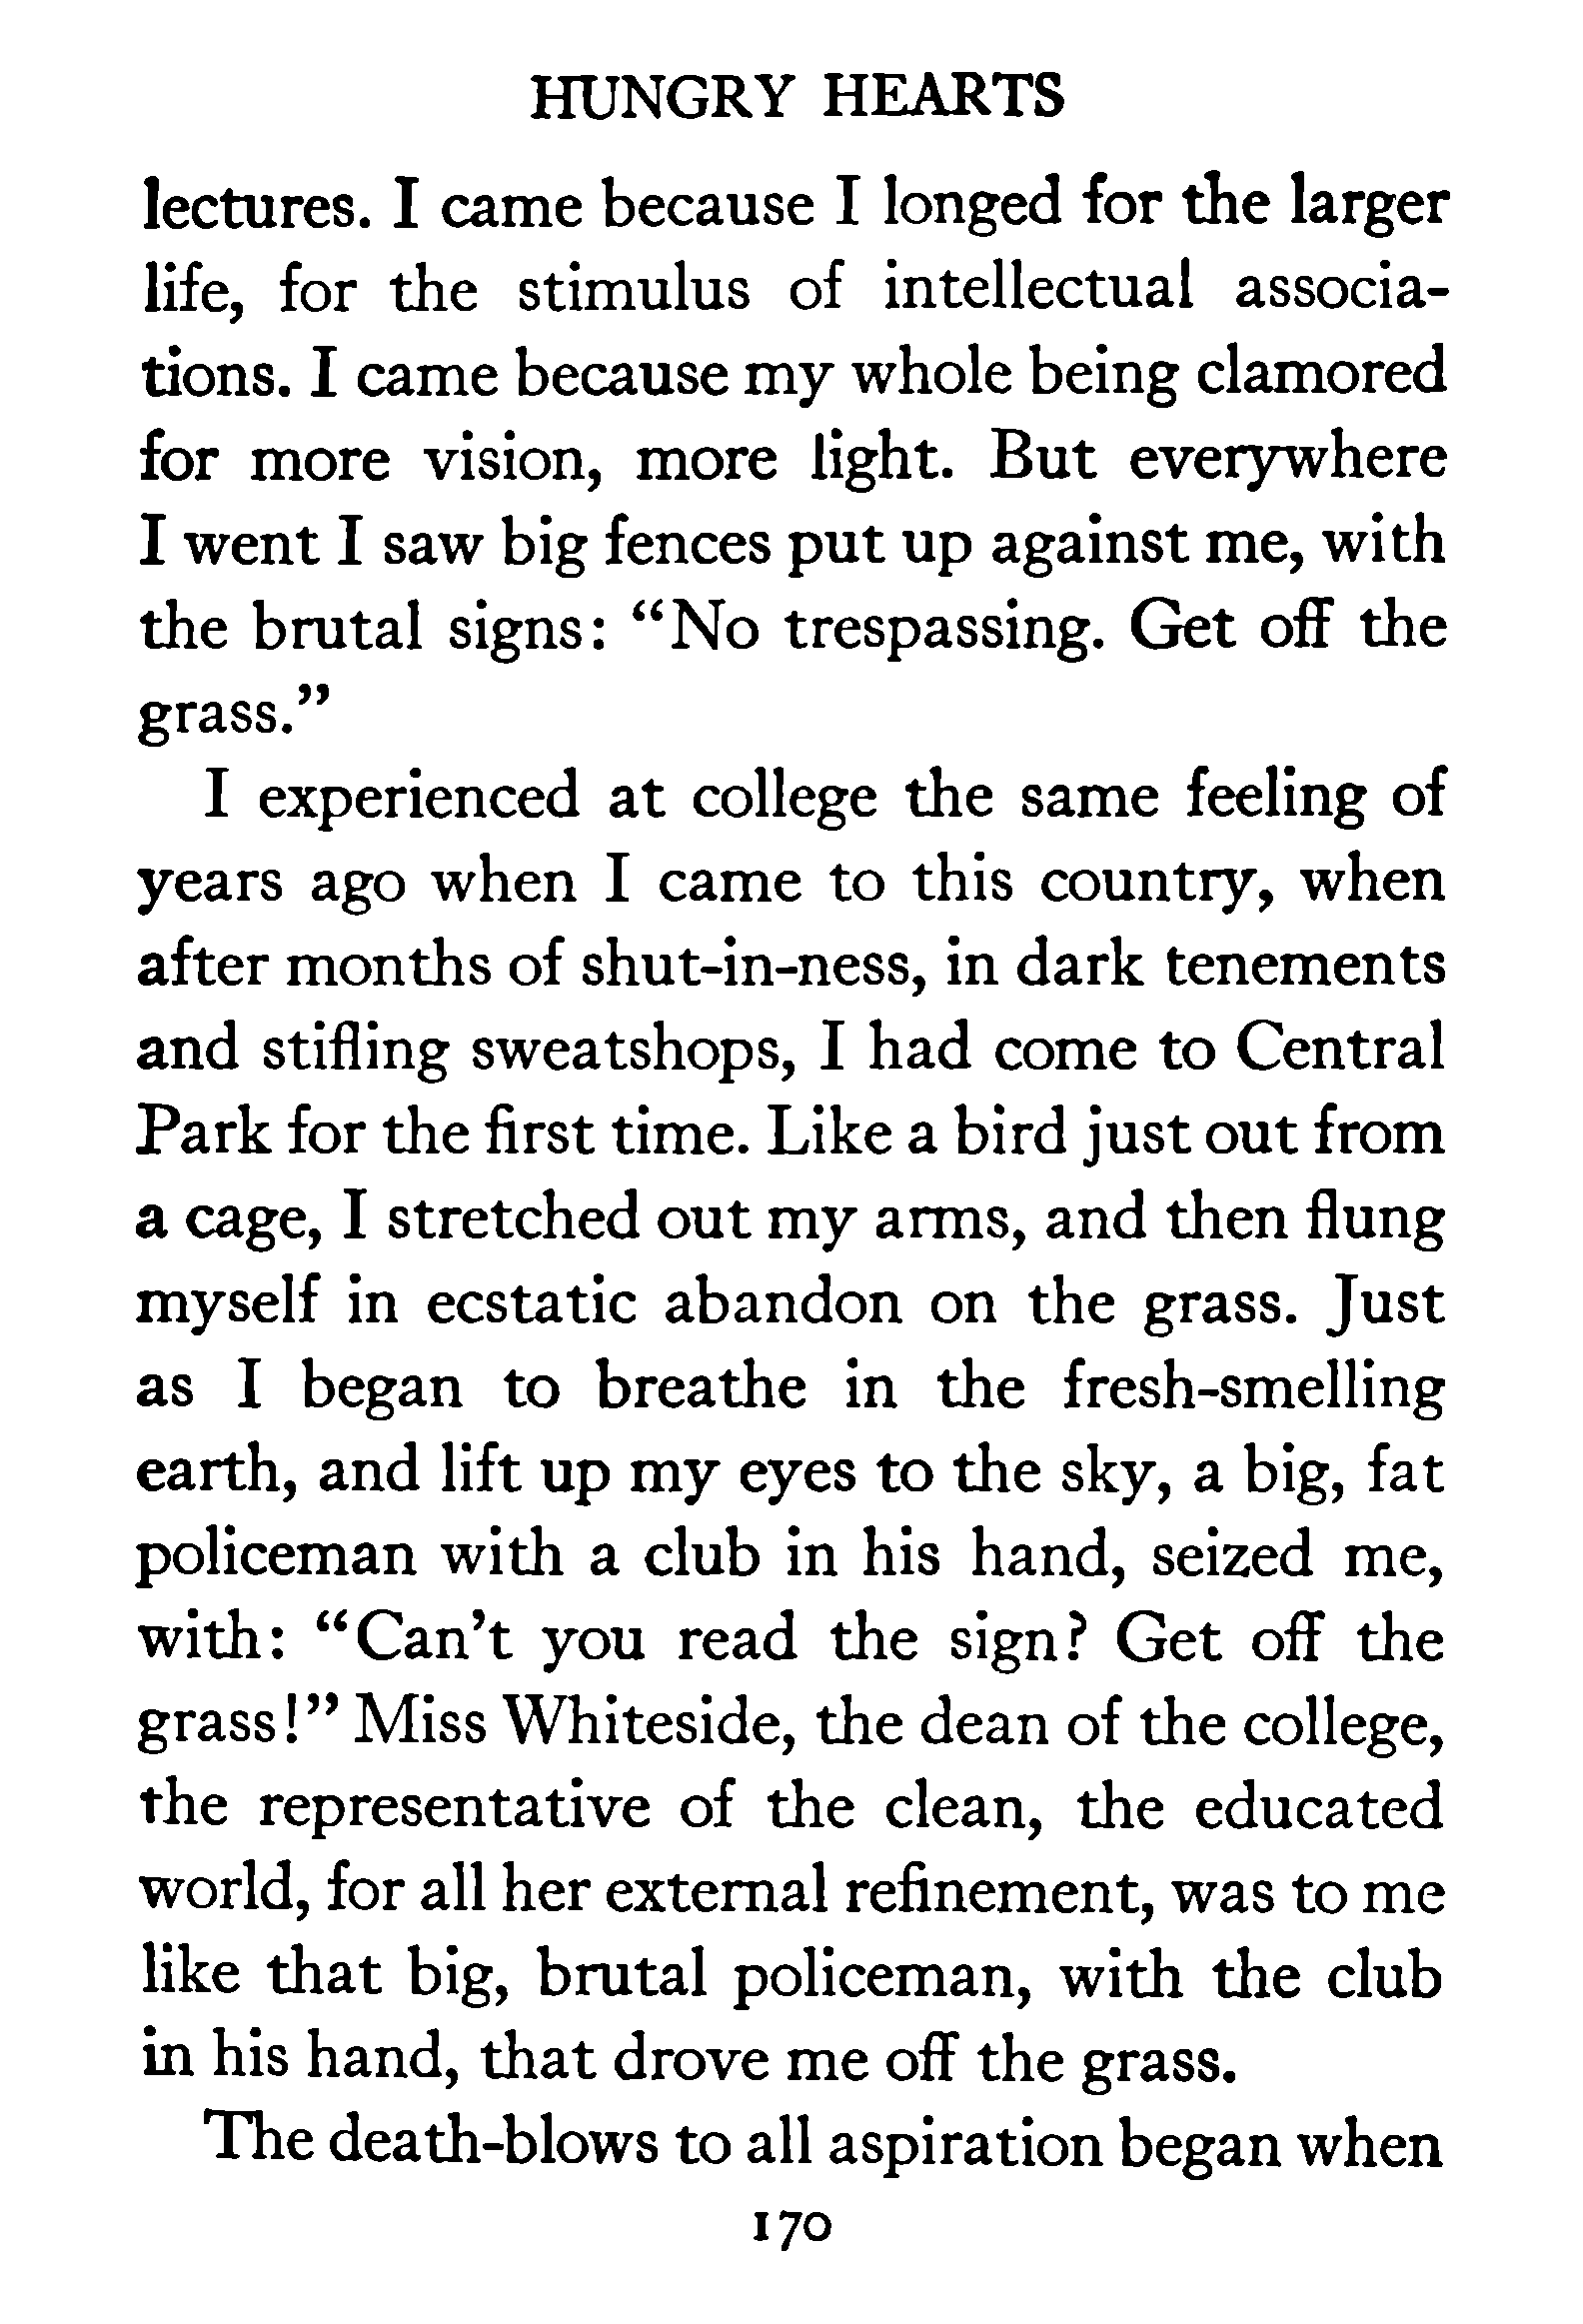 HUNGRY HEARTS
lectures. I came because I longed for the larger
life, for the stimulus of intellectual associa-
tions. I came because my whole being clamored
for more vision, more light. But everywhere
I went I saw big fences put up against me, with
the brutal signs: "No trespassing. Get off the
grass."
I experienced at college the same feeling of
years ago when I came to this country, when
after months of shut-in-ness, in dark tenements
and stifling sweatshops, I had come to Central
Park for the first time. Like a bird just out from
a cage, I stretched out my arms, and then flung
myself in ecstatic abandon on the grass. Just
as I began to breathe in the fresh-smelling
earth, and lift up my eyes to the sky, a big, fat
policeman with a club in his hand, seized me,
with: "Can't you read the sign? Get off the
grass!" Miss Whiteside, the dean of the college,
the representative of the clean, the educated
world, for all her external refinement, was to me
like that big, brutal policeman, with the club
in his hand, that drove me off the grass.
The death-blows to all aspiration began when
170